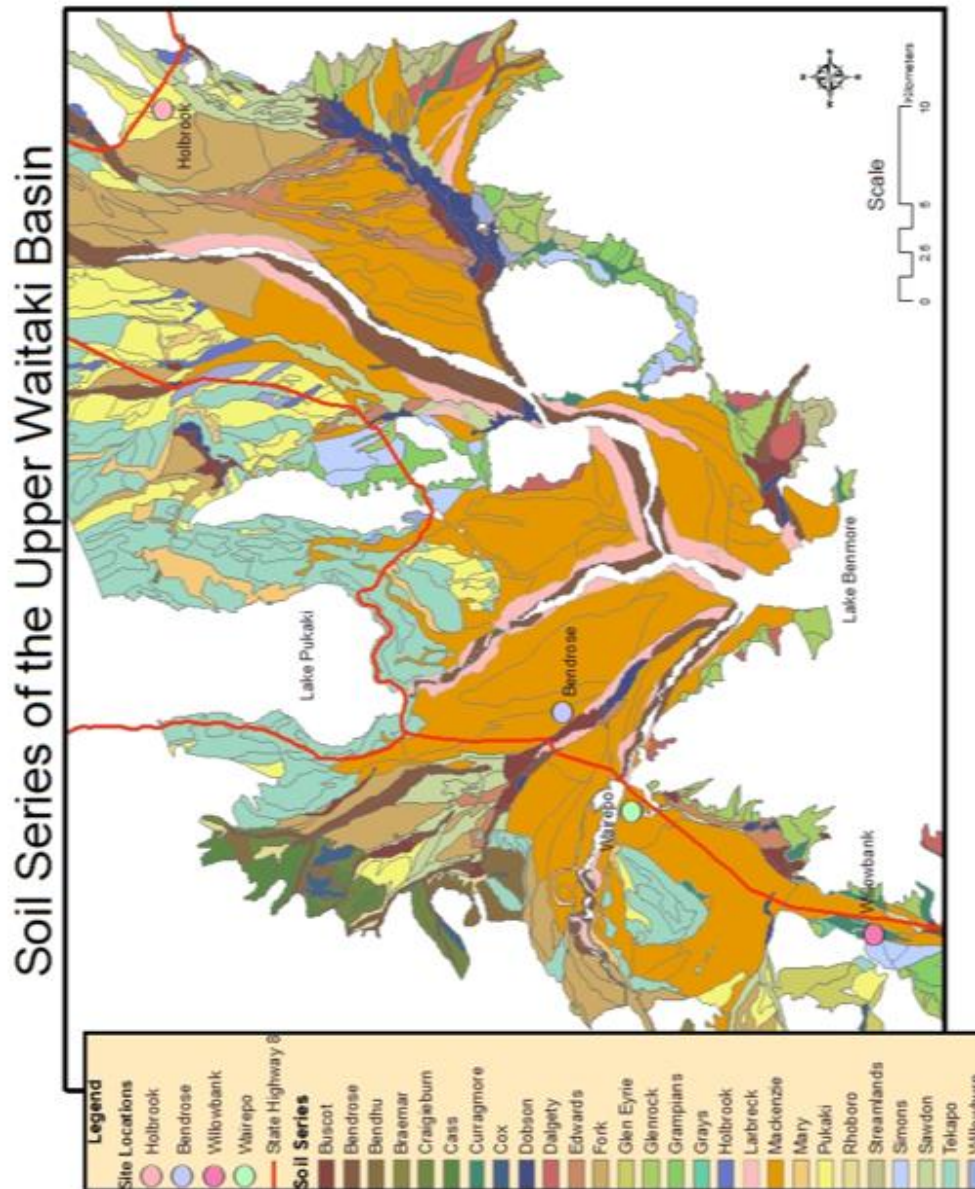 Soil Series of the Upper Waitaki Basin
Holbrook
Lake Pukaki
Bendrose
Wairepo
Willowbank
Lake Benmore
Scale
0 2.5 5 10
Kilometers
N
E
S
W
Legend
Site Locations
Holbrook
Bendrose
Willowbank
Wairepo
State Highway 8
Soil Series
Buscot
Bendrose
Bendhu
Braemar
Craigieburn
Cass
Curragmore
Cox
Dobson
Dalgety
Edwards
Fork
Glen Eyrie
Glenrock
Grampians
Grays
Holbrook
Larbreck
Mackenzie
Mary
Pukaki
Rhoboro
Streamlands
Simons
Sawdon
Tekapo